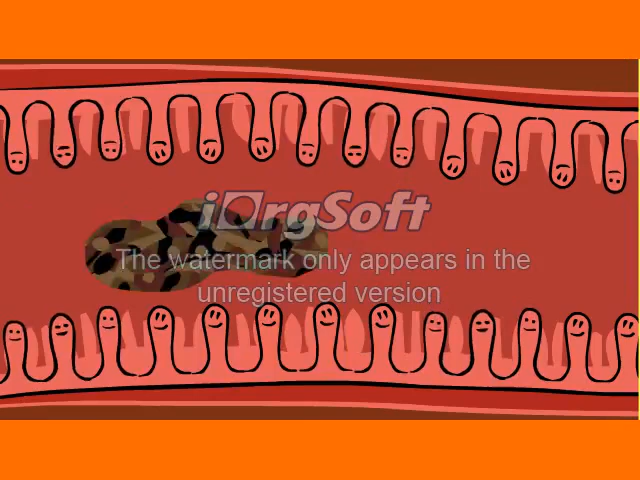 iOrgSoft
The watermark only appears in the
unregistered version